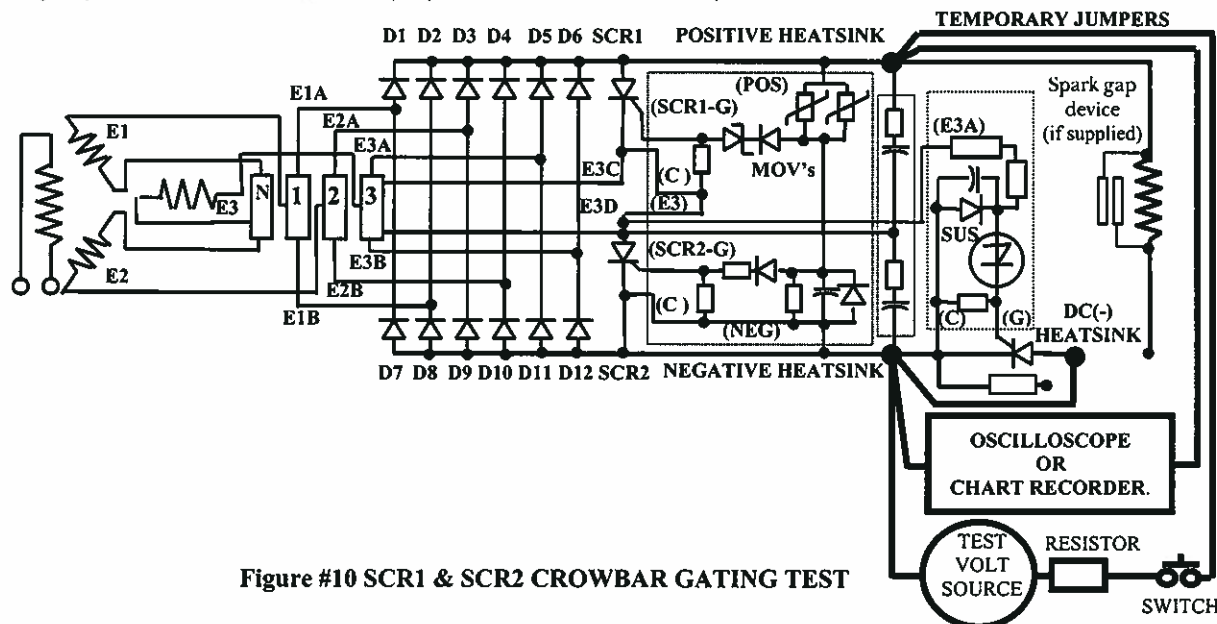 TEMPORARY JUMPERS
D1 D2 D3 D4 D5 D6 SCR1 POSITIVE HEATSINK
E1A
E2A
E3A
E1
E3
E2
N 1 2 3
E3C
E3D
E3B
E2B
E1B
(SCR1-G)
(POS)
MOV's
(C)
(E3)
(SCR2-G)
(C)
(NEG)
(E3A)
SUS
(C) (G)
Spark gap
device
(if supplied)
DC(-)
HEATSINK
D7 D8 D9 D10 D11 D12 SCR2 NEGATIVE HEATSINK
OSCILLOSCOPE
OR
CHART RECORDER.
TEST
VOLT
SOURCE
RESISTOR
SWITCH
Figure #10 SCR1 & SCR2 CROWBAR GATING TEST